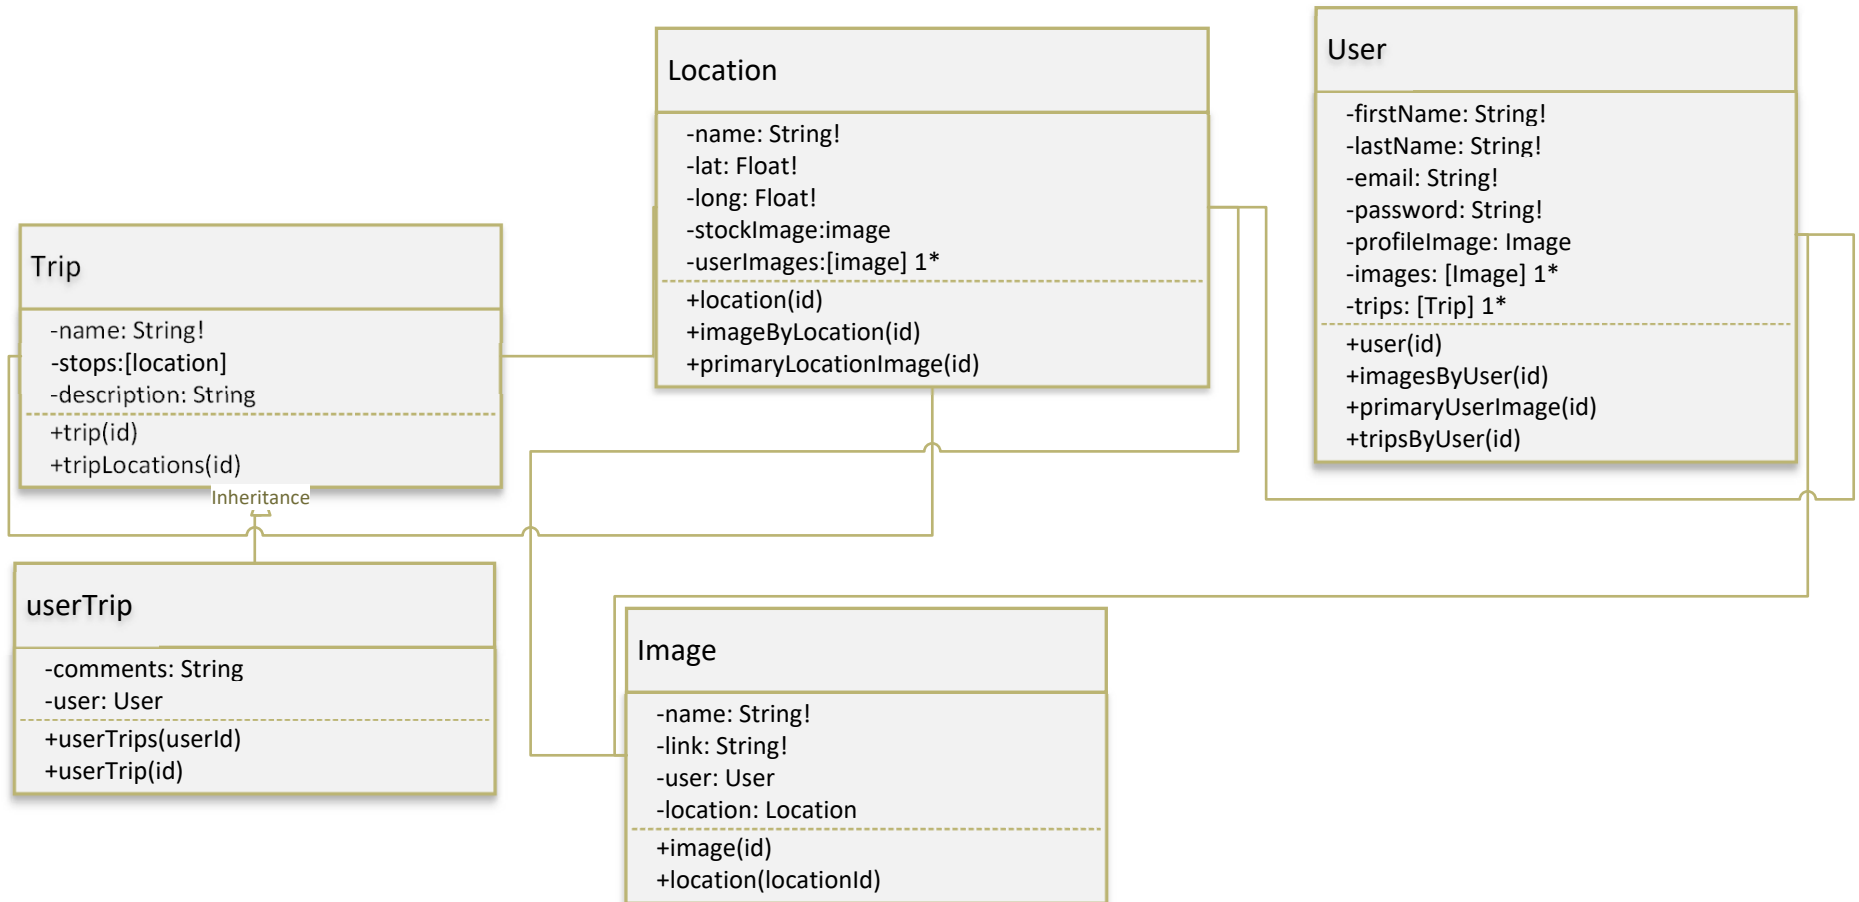 Location
-name: String!
-lat: Float!
-long: Float!
-stockImage:image
-userImages:[image] 1*
+location(id)
+imageByLocation(id)
+primaryLocationImage(id)
User
-firstName: String!
-lastName: String!
-email: String!
-password: String!
-profileImage: Image
-images: [Image] 1*
-trips: [Trip] 1*
+user(id)
+imagesByUser(id)
+primaryUserImage(id)
+tripsByUser(id)
Trip
-name: String!
-stops:[location]
-description: String
+trip(id)
+tripLocations(id)
Inheritance
userTrip
-comments: String
-user: User
+userTrips(userId)
+userTrip(id)
Image
-name: String!
-link: String!
-user: User
-location: Location
+image(id)
+location(locationId)